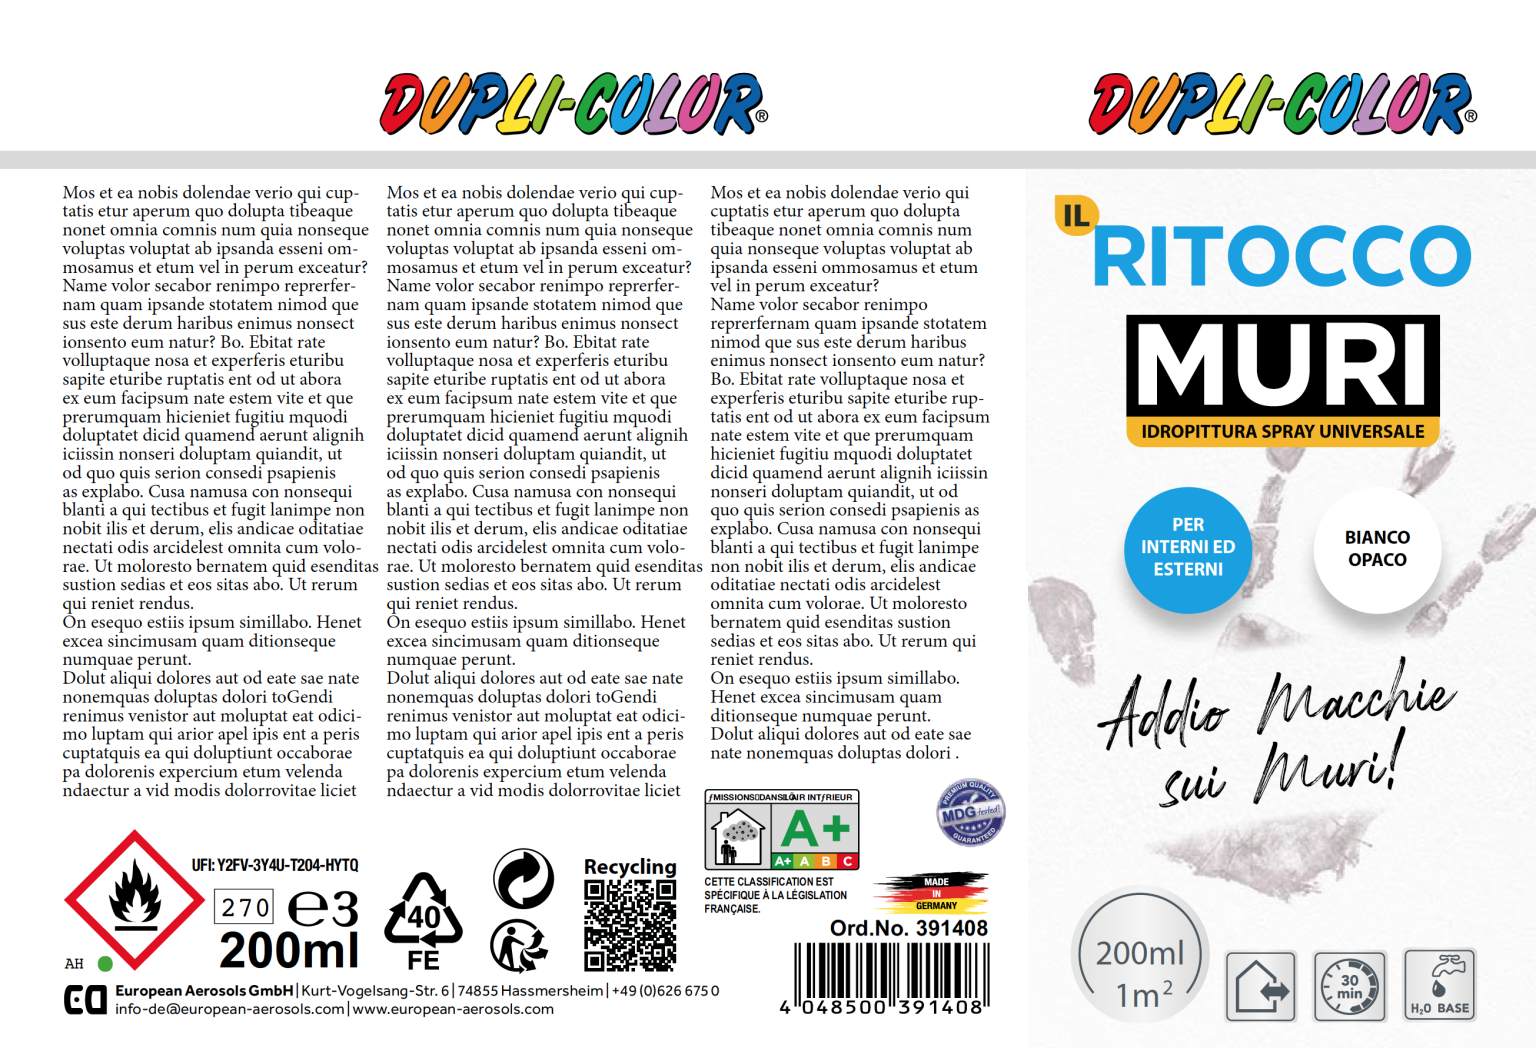 DUPLI-COLOR®
DUPLI-COLOR®
Mos et ea nobis dolendae verio qui cup-
tatis etur aperum quo dolupta tibeaque
nonet omnia comnis num quia nonseque
voluptas voluptat ab ipsanda esseni om-
mosamus et etum vel in perum exceatur?
Name volor secabor renimpo reprerfer-
nam quam ipsande stotatem nimod que
sus este derum haribus enimus nonsect
ionsento eum natur? Bo. Ebitat rate
volluptaque nosa et experferis eturibu
sapite eturibe ruptatis ent od ut abora
ex eum facipsum nate estem vite et que
prerumquam hicieniet fugitiu mquodi
doluptatet dicid quamend aerunt alignih
iciissin nonseri doluptam quiandit, ut
od quo quis serion consedi psapienis
as explabo. Cusa namusa con nonsequi
blanti a qui tectibus et fugit lanimpe non
nobit ilis et derum, elis andicae oditatiae
nectati odis arcidelest omnita cum volo-
rae. Ut moloresto bernatem quid esenditas
sustion sedias et eos sitas abo. Ut rerum
qui reniet rendus.
On esequo estiis ipsum simillabo. Henet
excea sincimusam quam ditionseque
numquae perunt.
Dolut aliqui dolores aut od eate sae nate
nonemquas doluptas dolori toGendi
renimus venistor aut moluptat eat odici-
mo luptam qui arior apel ipis ent a peris
cuptatquis ea qui doluptiunt occaborae
pa dolorenis expercium etum velenda
ndaectur a vid modis dolorrovitae liciet
Mos et ea nobis dolendae verio qui cup-
tatis etur aperum quo dolupta tibeaque
nonet omnia comnis num quia nonseque
voluptas voluptat ab ipsanda esseni om-
mosamus et etum vel in perum exceatur?
Name volor secabor renimpo reprerfer-
nam quam ipsande stotatem nimod que
sus este derum haribus enimus nonsect
ionsento eum natur? Bo. Ebitat rate
volluptaque nosa et experferis eturibu
sapite eturibe ruptatis ent od ut abora
ex eum facipsum nate estem vite et que
prerumquam hicieniet fugitiu mquodi
doluptatet dicid quamend aerunt alignih
iciissin nonseri doluptam quiandit, ut
od quo quis serion consedi psapienis
as explabo. Cusa namusa con nonsequi
blanti a qui tectibus et fugit lanimpe non
nobit ilis et derum, elis andicae oditatiae
nectati odis arcidelest omnita cum volo-
rae. Ut moloresto bernatem quid esenditas
sustion sedias et eos sitas abo. Ut rerum
qui reniet rendus.
On esequo estiis ipsum simillabo. Henet
excea sincimusam quam ditionseque
numquae perunt.
Dolut aliqui dolores aut od eate sae nate
nonemquas doluptas dolori toGendi
renimus venistor aut moluptat eat odici-
mo luptam qui arior apel ipis ent a peris
cuptatquis ea qui doluptiunt occaborae
pa dolorenis expercium etum velenda
ndaectur a vid modis dolorrovitae liciet
Mos et ea nobis dolendae verio qui
cuptatis etur aperum quo dolupta
tibeaque nonet omnia comnis num
quia nonseque voluptas voluptat ab
ipsanda esseni ommosamus et etum
vel in perum exceatur?
Name volor secabor renimpo
reprerfernam quam ipsande stotatem
nimod que sus este derum haribus
enimus nonsect ionsento eum natur?
Bo. Ebitat rate volluptaque nosa et
experferis eturibu sapite eturibe rup-
tatis ent od ut abora ex eum facipsum
nate estem vite et que prerumquam
hicieniet fugitiu mquodi doluptatet
dicid quamend aerunt alignih iciissin
nonseri doluptam quiandit, ut od
quo quis serion consedi psapienis as
explabo. Cusa namusa con nonsequi
blanti a qui tectibus et fugit lanimpe
non nobit ilis et derum, elis andicae
oditatiae nectati odis arcidelest
omnita cum volorae. Ut moloresto
bernatem quid esenditas sustion
sedias et eos sitas abo. Ut rerum qui
reniet rendus.
On esequo estiis ipsum simillabo.
Henet excea sincimusam quam
ditionseque numquae perunt.
Dolut aliqui dolores aut od eate sae
nate nonemquas doluptas dolori .
UFI: Y2FV-3Y4U-T204-HYTQ
270 e3
200ml
AH
40
FE
Recycling
INTƒRIEUR
A+
A+ A B C
CETTE CLASSIFICATION EST
SPÉCIFIQUE À LA LÉGISLATION
FRANÇAISE.
PREMIUM QUALITY
MDG tested!
GUARANTEED
MADE
IN
GERMANY
Ord.No. 391408
4 048500 391408
European Aerosols GmbH | Kurt-Vogelsang-Str. 6 | 74855 Hassmersheim | +49 (0)626 675 0
info-de@european-aerosols.com | www.european-aerosols.com
IL
RITOCCO
MURI
IDROPITTURA SPRAY UNIVERSALE
PER
INTERNI ED
ESTERNI
BIANCO
OPACO
Addio Macchie
sui Muri!
200ml
1m²
30
min
H₂O BASE